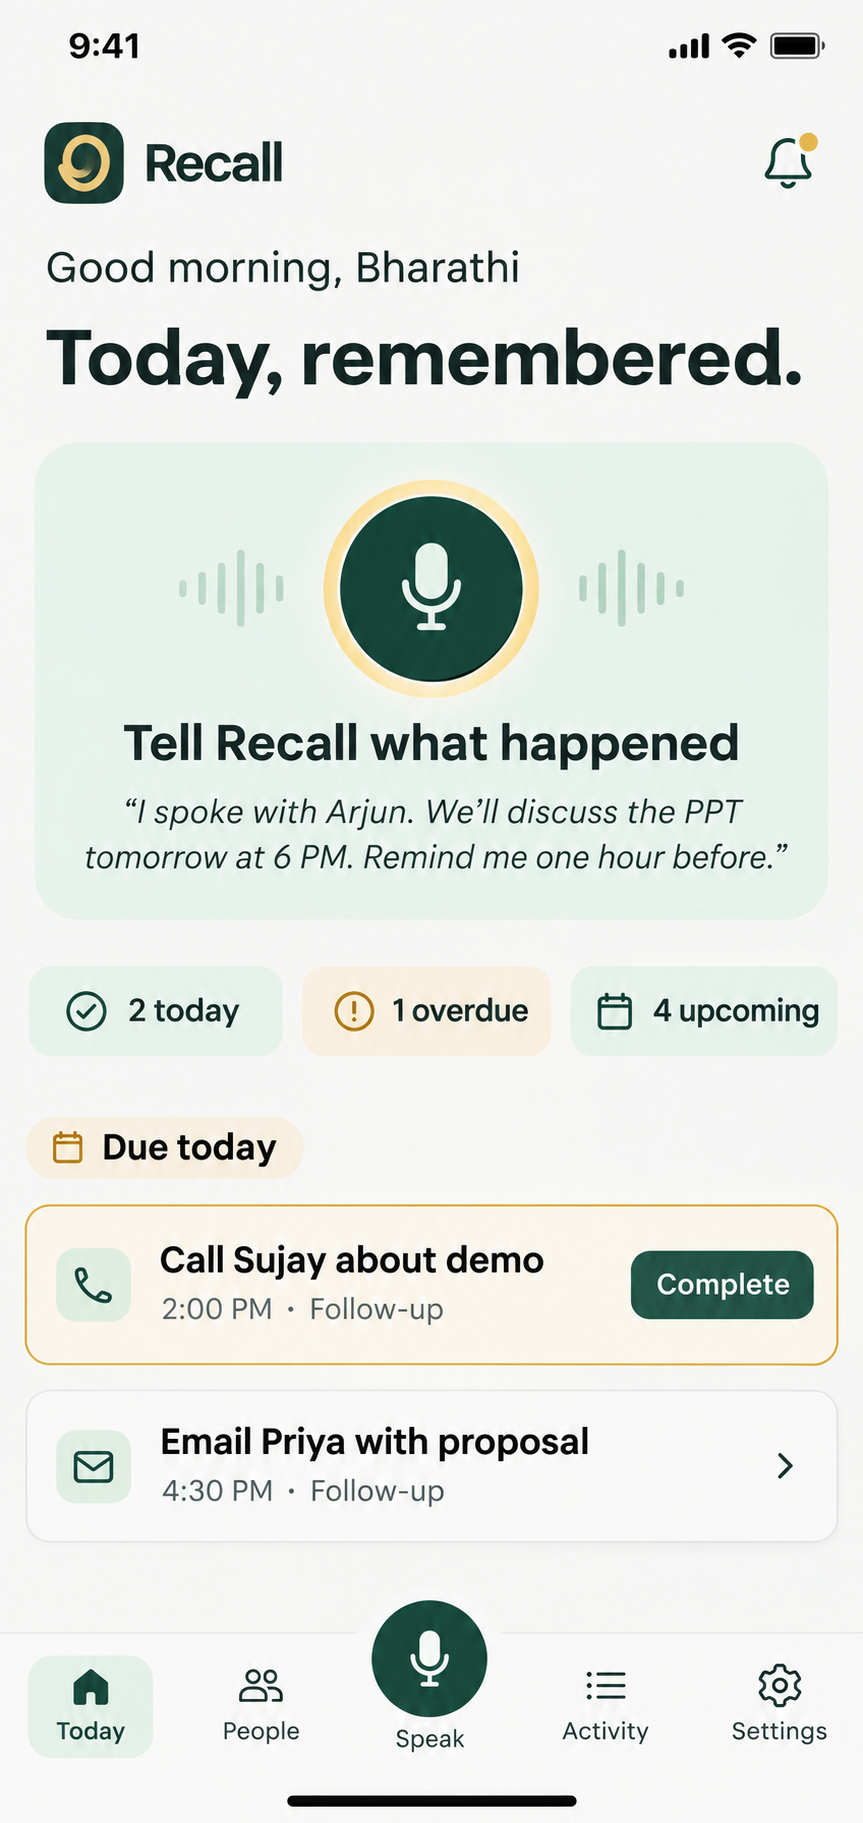 9:41
Recall
Good morning, Bharathi
Today, remembered.
Tell Recall what happened
“I spoke with Arjun. We’ll discuss the PPT
tomorrow at 6 PM. Remind me one hour before.”
2 today
1 overdue
4 upcoming
Due today
Call Sujay about demo
2:00 PM • Follow-up
Complete
Email Priya with proposal
4:30 PM • Follow-up
Today
People
Speak
Activity
Settings